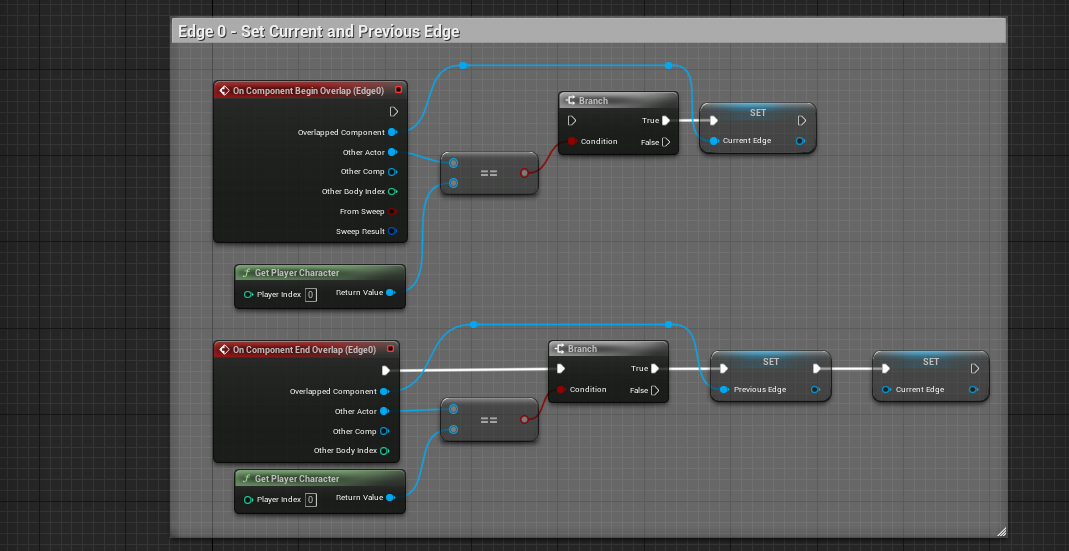 Edge 0 - Set Current and Previous Edge
On Component Begin Overlap (Edge0)
Overlapped Component
Other Actor
Other Comp
Other Body Index
From Sweep
Sweep Result
==
Branch
True
Condition
False
SET
Current Edge
f Get Player Character
Player Index 0
Return Value
On Component End Overlap (Edge0)
Overlapped Component
Other Actor
Other Comp
Other Body Index
==
Branch
True
Condition
False
SET
Previous Edge
SET
Current Edge
f Get Player Character
Player Index 0
Return Value